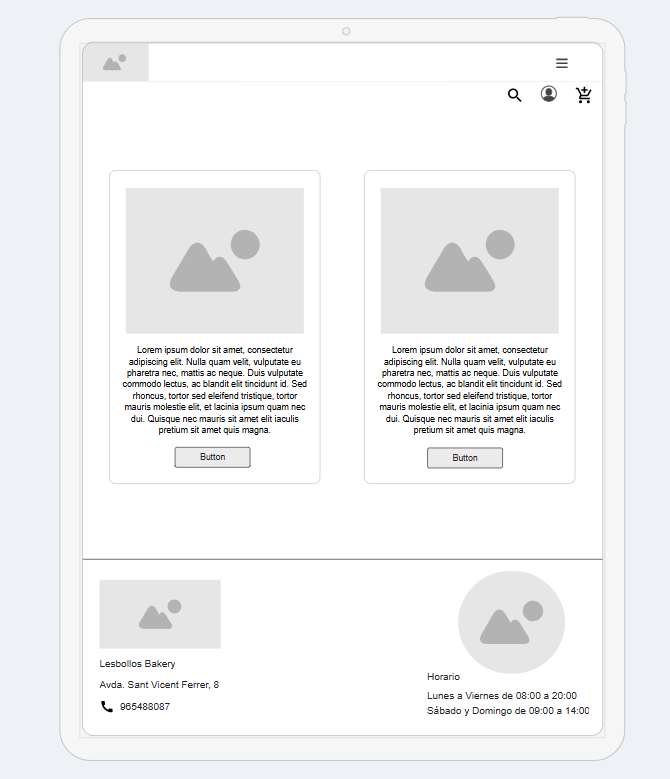 Lorem ipsum dolor sit amet, consectetur
adipiscing elit. Nulla quam velit, vulputate eu
pharetra nec, mattis ac neque. Duis vulputate
commodo lectus, ac blandit elit tincidunt id. Sed
rhoncus, tortor sed eleifend tristique, tortor
mauris molestie elit, et lacinia ipsum quam nec
dui. Quisque nec mauris sit amet elit iaculis
pretium sit amet quis magna.
Button
Lorem ipsum dolor sit amet, consectetur
adipiscing elit. Nulla quam velit, vulputate eu
pharetra nec, mattis ac neque. Duis vulputate
commodo lectus, ac blandit elit tincidunt id. Sed
rhoncus, tortor sed eleifend tristique, tortor
mauris molestie elit, et lacinia ipsum quam nec
dui. Quisque nec mauris sit amet elit iaculis
pretium sit amet quis magna.
Button
Lesbollos Bakery
Avda. Sant Vicent Ferrer, 8
965488087
Horario
Lunes a Viernes de 08:00 a 20:00
Sábado y Domingo de 09:00 a 14:00